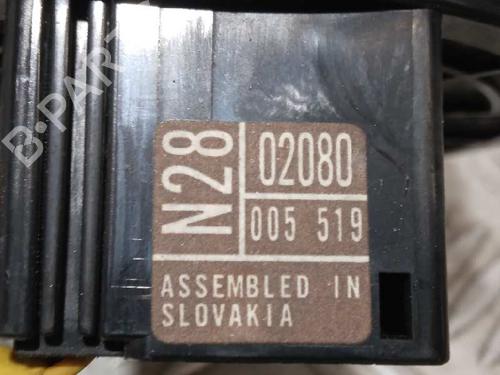 B-PARTS
N28
02080
005 519
ASSEMBLED IN
SLOVAKIA